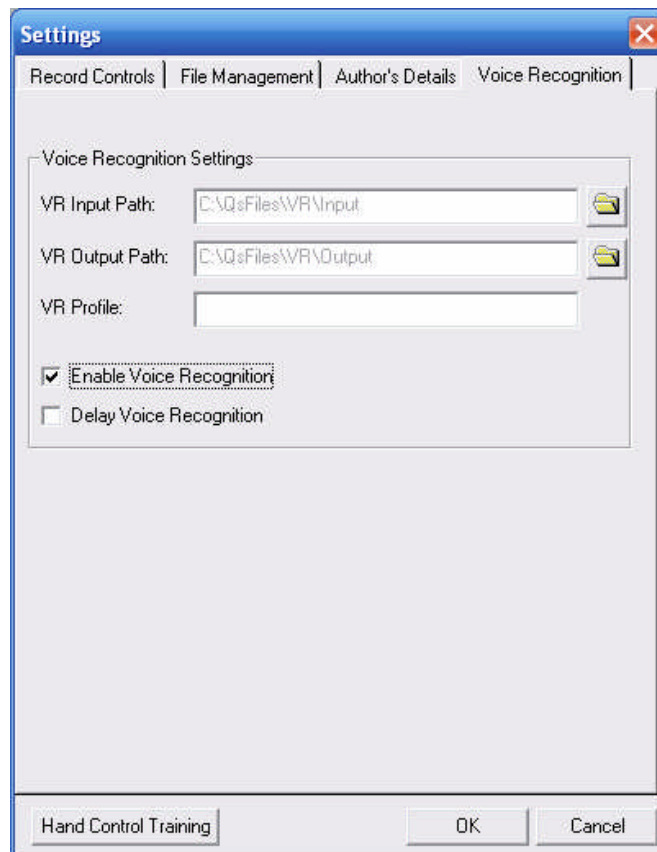 Settings
Record Controls File Management Author's Details Voice Recognition
Voice Recognition Settings
VR Input Path: C:\QsFiles\VR\Input
VR Output Path: C:\QsFiles\VR\Output
VR Profile:
Enable Voice Recognition
Delay Voice Recognition
Hand Control Training OK Cancel